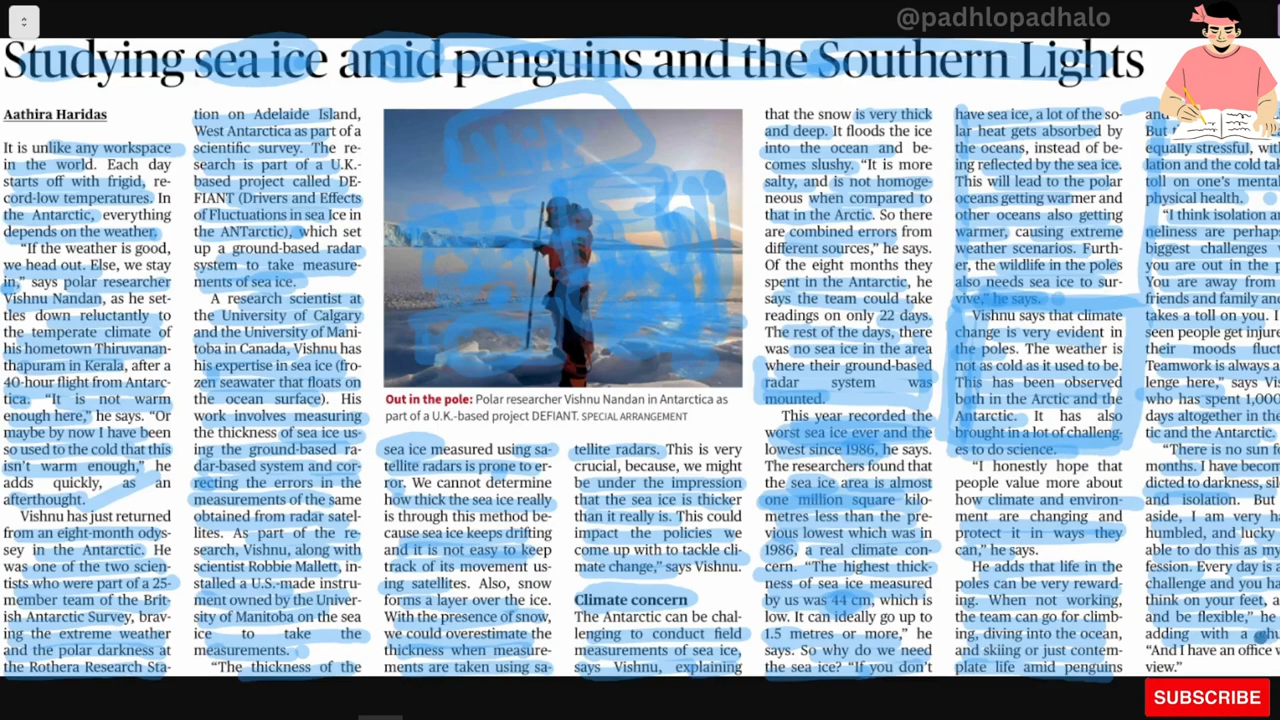 @padhlopadhalo
Studying sea ice amid penguins and the Southern Lights
Aathira Haridas
It is unlike any workspace
in the world. Each day
starts off with frigid, re-
cord-low temperatures. In
the Antarctic, everything
depends on the weather.
“If the weather is good,
we head out. Else, we stay
in,” says polar researcher
Vishnu Nandan, as he set-
tles down reluctantly to
the temperate climate of
his hometown Thiruvanan-
thapuram in Kerala, after a
40-hour flight from Antarc-
tica. “It is not warm
enough here,” he says. “Or
maybe by now I have been
so used to the cold that this
isn’t warm enough,” he
adds quickly, as an
afterthought.
Vishnu has just returned
from an eight-month odys-
sey in the Antarctic. He
was one of the two scien-
tists who were part of a 25-
member team of the Brit-
ish Antarctic Survey, brav-
ing the extreme weather
and the polar darkness at
the Rothera Research Sta-
tion on Adelaide Island,
West Antarctica as part of a
scientific survey. The re-
search is part of a U.K.-
based project called DE-
FIANT (Drivers and Effects
of Fluctuations in sea Ice in
the ANTarctic), which set
up a ground-based radar
system to take measure-
ments of sea ice.
A research scientist at
the University of Calgary
and the University of Mani-
toba in Canada, Vishnu has
his expertise in sea ice (fro-
zen seawater that floats on
the ocean surface). His
work involves measuring
the thickness of sea ice us-
ing the ground-based ra-
dar-based system and cor-
recting the errors in the
measurements of the same
obtained from radar satel-
lites. As part of the re-
search, Vishnu, along with
scientist Robbie Mallett, in-
stalled a U.S.-made instru-
ment owned by the Univer-
sity of Manitoba on the sea
ice to take the
measurements.
“The thickness of the
Out in the pole: Polar researcher Vishnu Nandan in Antarctica as
part of a U.K.-based project DEFIANT. SPECIAL ARRANGEMENT
sea ice measured using sa-
tellite radars is prone to er-
ror. We cannot determine
how thick the sea ice really
is through this method be-
cause sea ice keeps drifting
and it is not easy to keep
track of its movement us-
ing satellites. Also, snow
forms a layer over the ice.
With the presence of snow,
we could overestimate the
thickness when measure-
ments are taken using sa-
tellite radars. This is very
crucial, because, we might
be under the impression
that the sea ice is thicker
than it really is. This could
impact the policies we
come up with to tackle cli-
mate change,” says Vishnu.
Climate concern
The Antarctic can be chal-
lenging to conduct field
measurements of sea ice,
says Vishnu, explaining
that the snow is very thick
and deep. It floods the ice
into the ocean and be-
comes slushy. “It is more
salty, and is not homoge-
neous when compared to
that in the Arctic. So there
are combined errors from
different sources,” he says.
Of the eight months they
spent in the Antarctic, he
says the team could take
readings on only 22 days.
The rest of the days, there
was no sea ice in the area
where their ground-based
radar system was
mounted.
This year recorded the
worst sea ice ever and the
lowest since 1986, he says.
The researchers found that
the sea ice area is almost
one million square kilo-
metres less than the pre-
vious lowest which was in
1986, a real climate con-
cern. “The highest thick-
ness of sea ice measured
by us was 44 cm, which is
low. It can ideally go up to
1.5 metres or more,” he
says. So why do we need
the sea ice? “If you don’t
have sea ice, a lot of the so-
lar heat gets absorbed by
the oceans, instead of be-
ing reflected by the sea ice.
This will lead to the polar
oceans getting warmer and
other oceans also getting
warmer, causing extreme
weather scenarios. Furth-
er, the wildlife in the poles
also needs sea ice to sur-
vive,” he says.
Vishnu says that climate
change is very evident in
the poles. The weather is
not as cold as it used to be.
This has been observed
both in the Arctic and the
Antarctic. It has also
brought in a lot of challeng-
es to do science.
“I honestly hope that
people value more about
how climate and environ-
ment are changing and
protect it in ways they
can,” he says.
He adds that life in the
poles can be very reward-
ing. When not working,
the team can go for climb-
ing, diving into the ocean,
and skiing or just contem-
plate life amid penguins
and
But
equally stressful, wit
lation and the cold tak
toll on one’s mental
physical health.
“I think isolation a
neliness are perhap
biggest challenges
you are out in the p
You are away from
friends and family an
takes a toll on you. I
seen people get injur
their moods fluct
Teamwork is always a
lenge here,” says Vis
who has spent 1,000
days altogether in the
tic and the Antarctic.
“There is no sun f
months. I have becom
dicted to darkness, sil
and isolation. But
aside, I am very h
humbled, and lucky
able to do this as my
fession. Every day is a
challenge and you ha
think on your feet, a
and be flexible,” he
adding with a
“And I have an office w
view.”
SUBSCRIBE